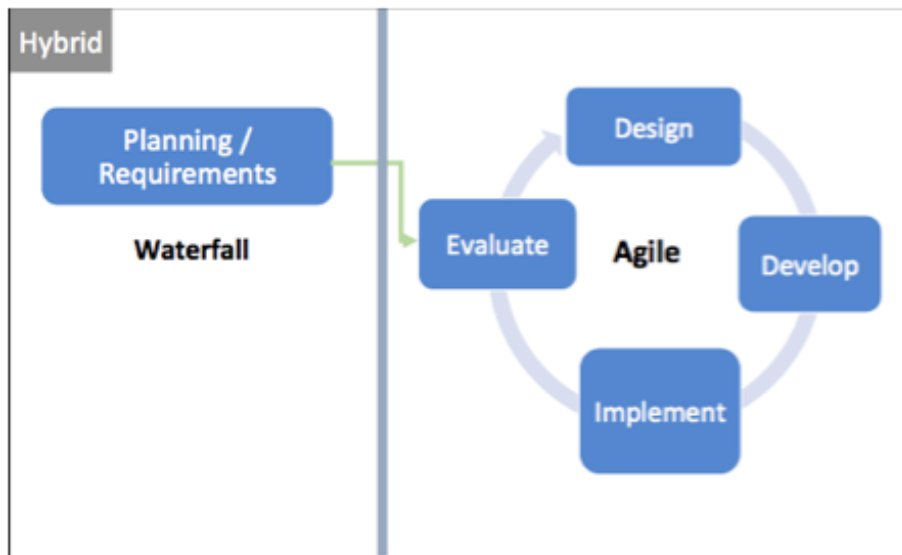 Hybrid
Planning /
Requirements
Waterfall
Design
Evaluate
Agile
Develop
Implement